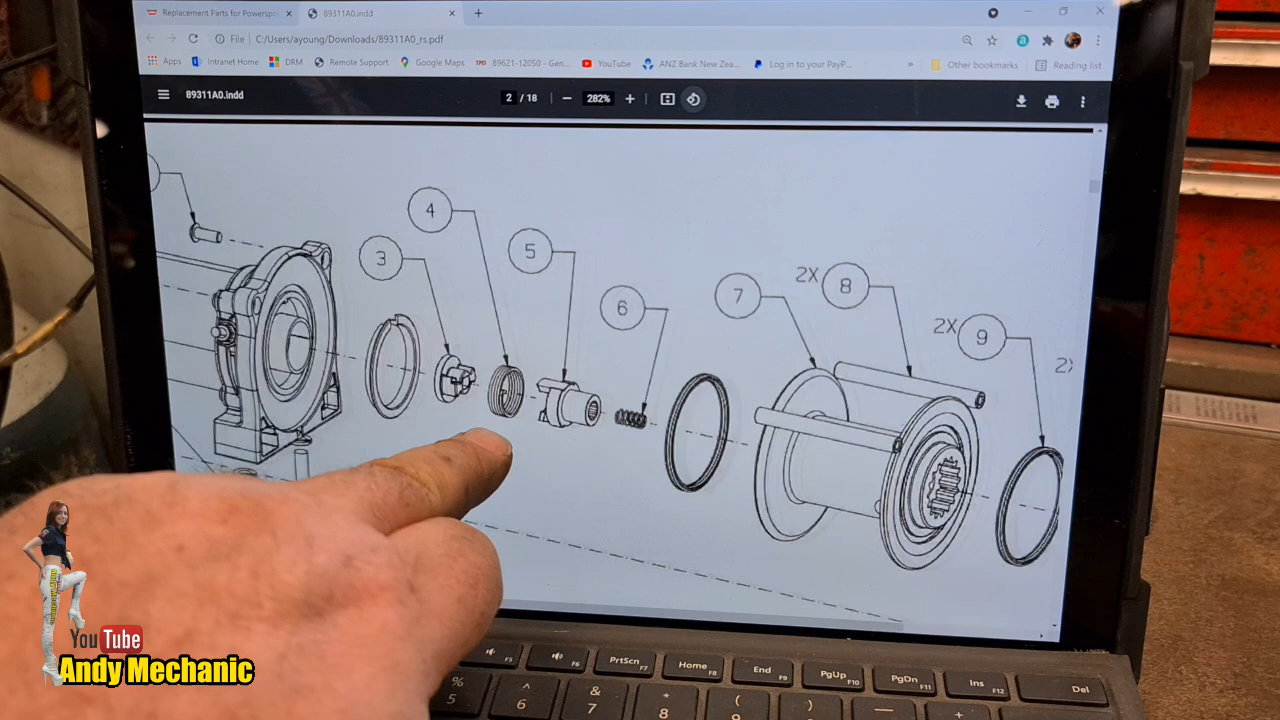 Replacement Parts for Powerspo
89311A0.indd
File
C:/Users/ayoung/Downloads/89311A0_rs.pdf
Apps
Intranet Home
DRM
Remote Support
Google Maps
89621-12050 - Gen...
YouTube
ANZ Bank New Zea...
Log in to your PayP...
»
Other bookmarks
Reading list
89311A0.indd
2 / 18
282%
4
3
5
6
7
2X 8
2X 9
2X
You Tube
Andy Mechanic
F5
F6
PrtScn F7
Home F8
End F9
PgUp F10
PgDn F11
Ins F12
Del
% 5
^ 6
& 7
* 8
( 9
)
—
+